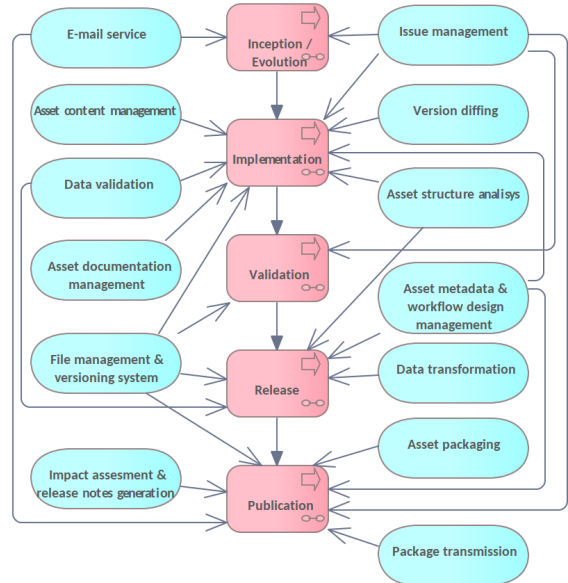 E-mail service
Inception /
Evolution
Issue management
Asset content management
Version diffing
Implementation
Data validation
Asset structure analisys
Asset documentation
management
Validation
Asset metadata &
workflow design
management
File management &
versioning system
Release
Data transformation
Asset packaging
Impact assesment &
release notes generation
Publication
Package transmission